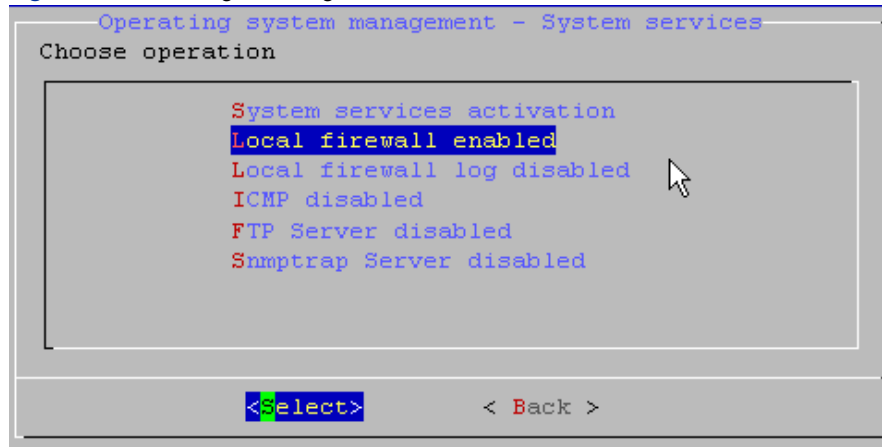 Operating system management - System services
Choose operation
System services activation
Local firewall enabled
Local firewall log disabled
ICMP disabled
FTP Server disabled
Snmptrap Server disabled
<Select> < Back >